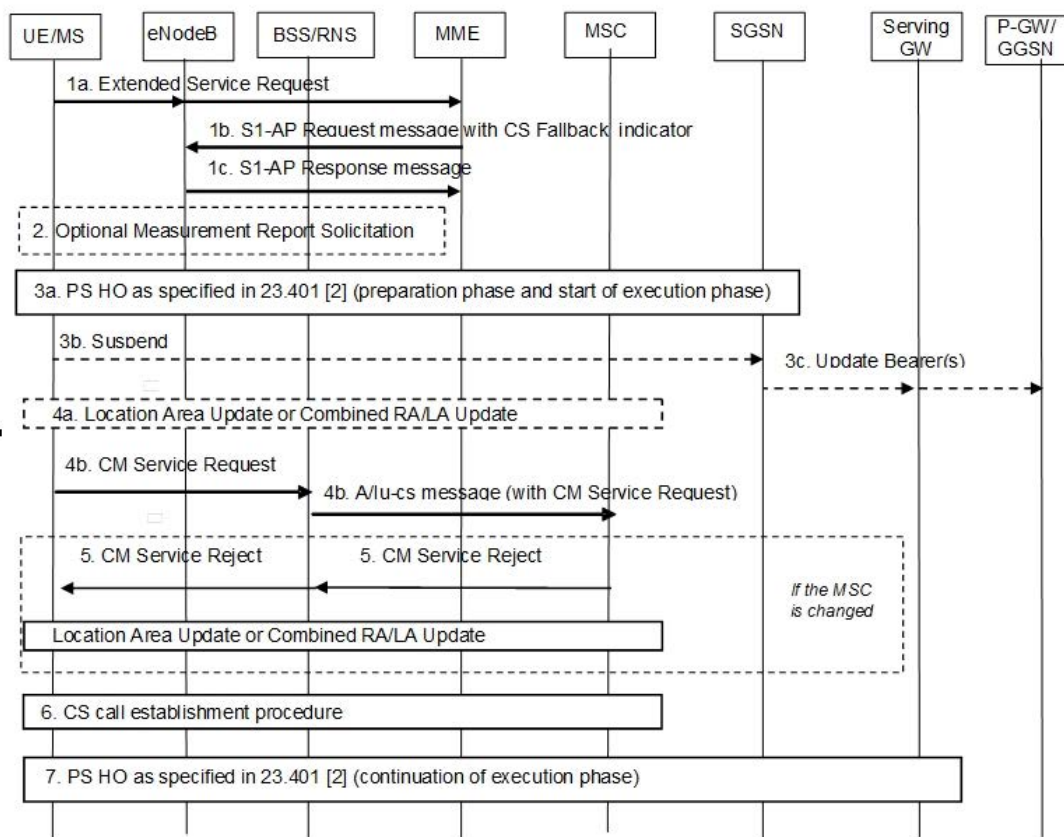 UE/MS
eNodeB
BSS/RNS
MME
MSC
SGSN
Serving
GW
P-GW/
GGSN
1a. Extended Service Request
1b. S1-AP Request message with CS Fallback indicator
1c. S1-AP Response message
2. Optional Measurement Report Solicitation
3a. PS HO as specified in 23.401 [2] (preparation phase and start of execution phase)
3b. Suspend
3c. Update Bearer(s)
4a. Location Area Update or Combined RA/LA Update
4b. CM Service Request
4b. A/Iu-cs message (with CM Service Request)
5. CM Service Reject
5. CM Service Reject
If the MSC
is changed
Location Area Update or Combined RA/LA Update
6. CS call establishment procedure
7. PS HO as specified in 23.401 [2] (continuation of execution phase)